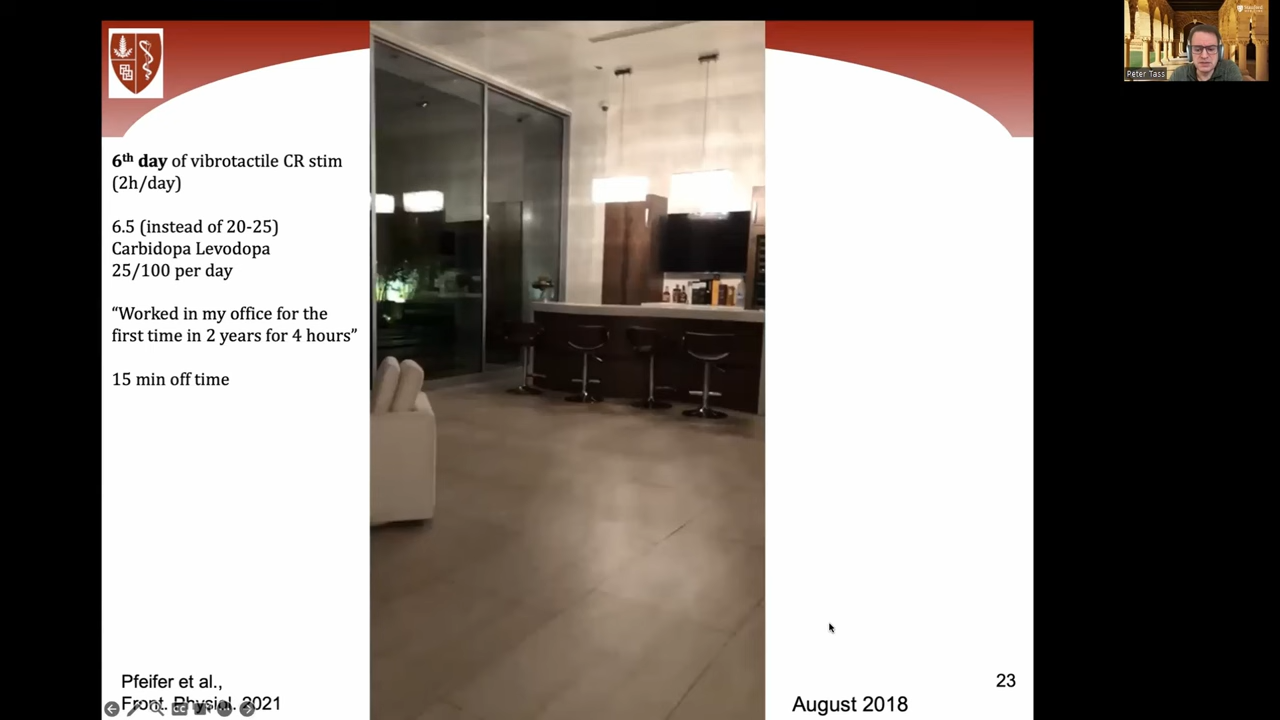 6th day of vibrotactile CR stim
(2h/day)
6.5 (instead of 20-25)
Carbidopa Levodopa
25/100 per day
“Worked in my office for the
first time in 2 years for 4 hours”
15 min off time
Pfeifer et al.,
Front. Physiol. 2021
August 2018
23
Peter Tass